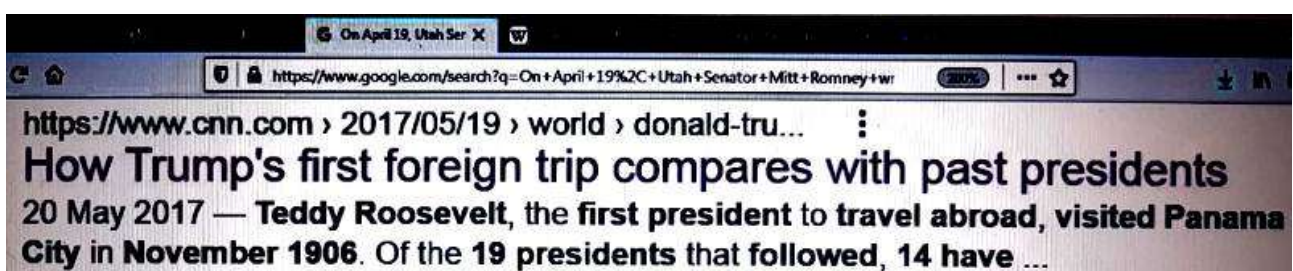 G On April 19, Utah Ser X W
https://www.google.com/search?q=On+April+19%2C+Utah+Senator+Mitt+Romney+wr 200% ...
https://www.cnn.com › 2017/05/19 › world › donald-tru...
How Trump's first foreign trip compares with past presidents
20 May 2017 — Teddy Roosevelt, the first president to travel abroad, visited Panama
City in November 1906. Of the 19 presidents that followed, 14 have ...